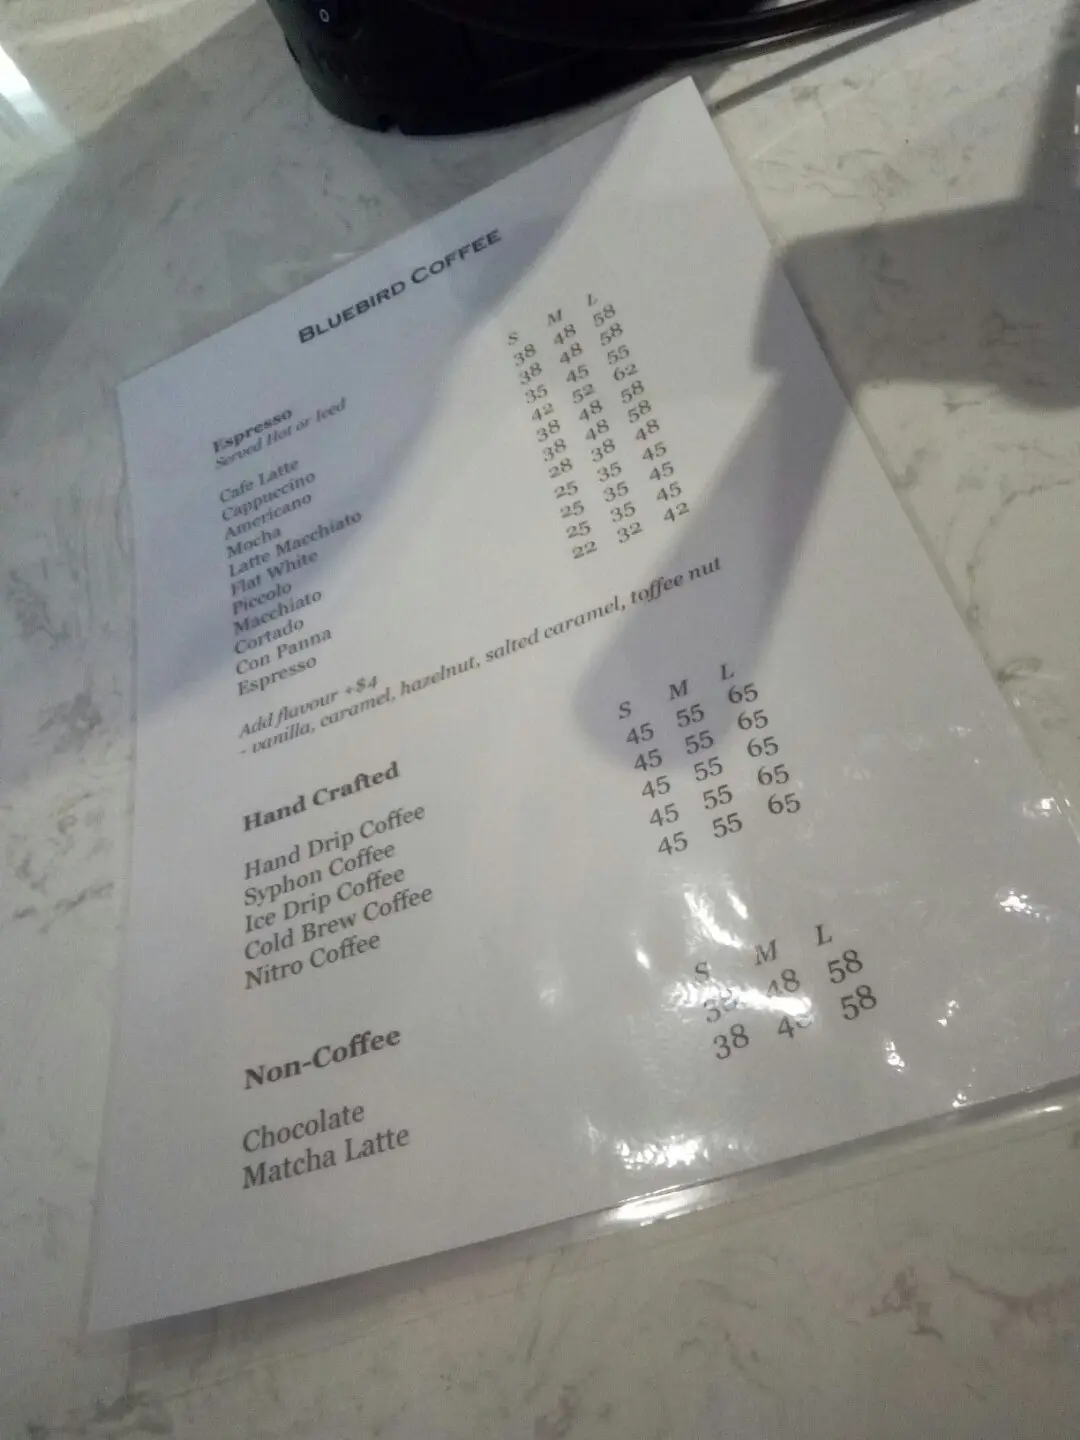 BLUEBIRD COFFEE
Espresso
Served Hot or Iced
S M L
Cafe Latte 38 48 58
Cappuccino 38 48 58
Americano 35 45 55
Mocha 42 52 62
Latte Macchiato 38 48 58
Flat White 38 48 58
Piccolo 28 38 48
Macchiato 25 35 45
Cortado 25 35 45
Con Panna 25 35 45
Espresso 22 32 42
Add flavour +$4
- vanilla, caramel, hazelnut, salted caramel, toffee nut
Hand Crafted
S M L
Hand Drip Coffee 45 55 65
Syphon Coffee 45 55 65
Ice Drip Coffee 45 55 65
Cold Brew Coffee 45 55 65
Nitro Coffee 45 55 65
Non-Coffee
S M L
Chocolate 38 48 58
Matcha Latte 38 48 58